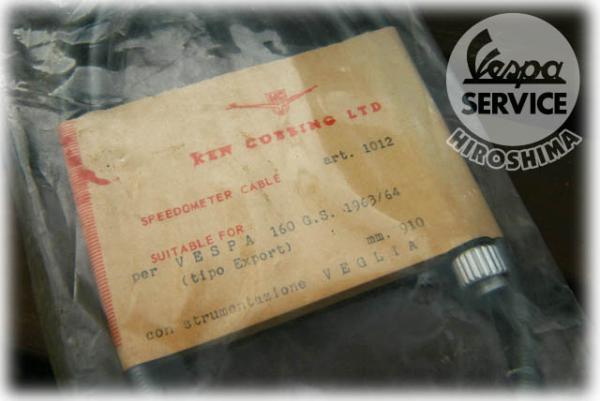 Vespa
SERVICE
HIROSHIMA
KEN COBBING LTD
art. 1012
SPEEDOMETER CABLE
SUITABLE FOR
per VESPA 160 G.S. 1963/64
(tipo Export) mm. 910
con strumentazione VEGLIA